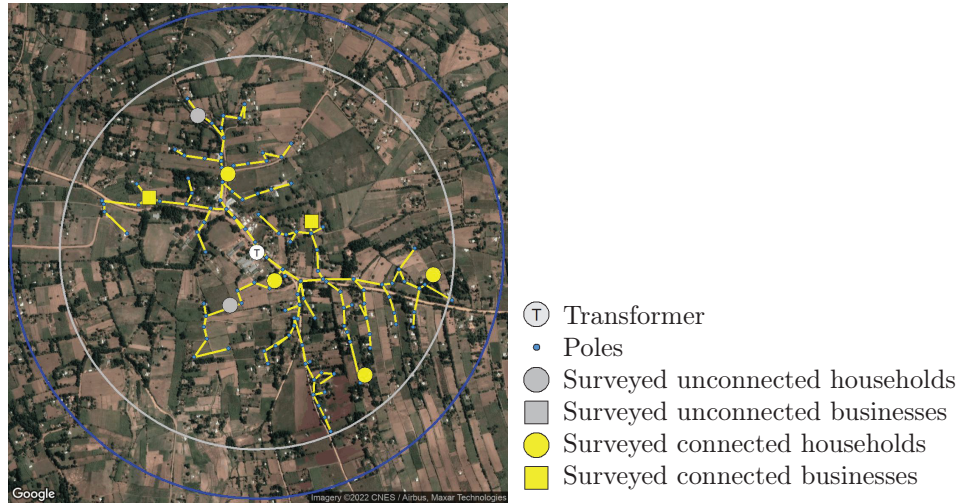 T
Google
Imagery ©2022 CNES / Airbus, Maxar Technologies
T Transformer
Poles
Surveyed unconnected households
Surveyed unconnected businesses
Surveyed connected households
Surveyed connected businesses